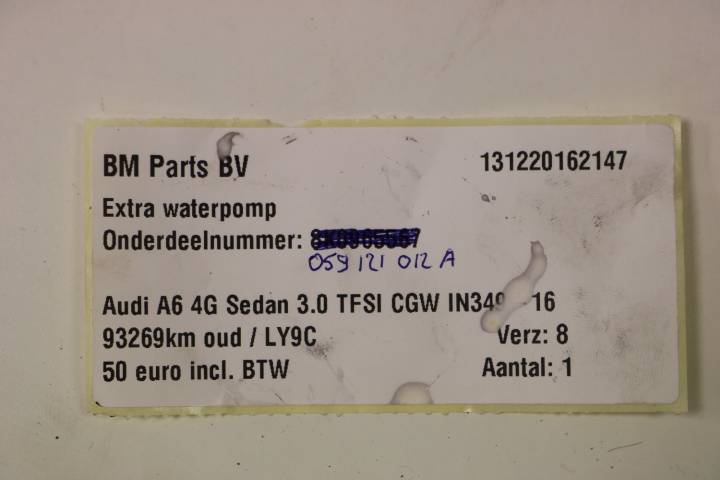 BM Parts BV 131220162147
Extra waterpomp
Onderdeelnummer:
059 121 012 A
Audi A6 4G Sedan 3.0 TFSI CGW 16
93269km oud / LY9C Verz: 8
50 euro incl. BTW Aantal: 1